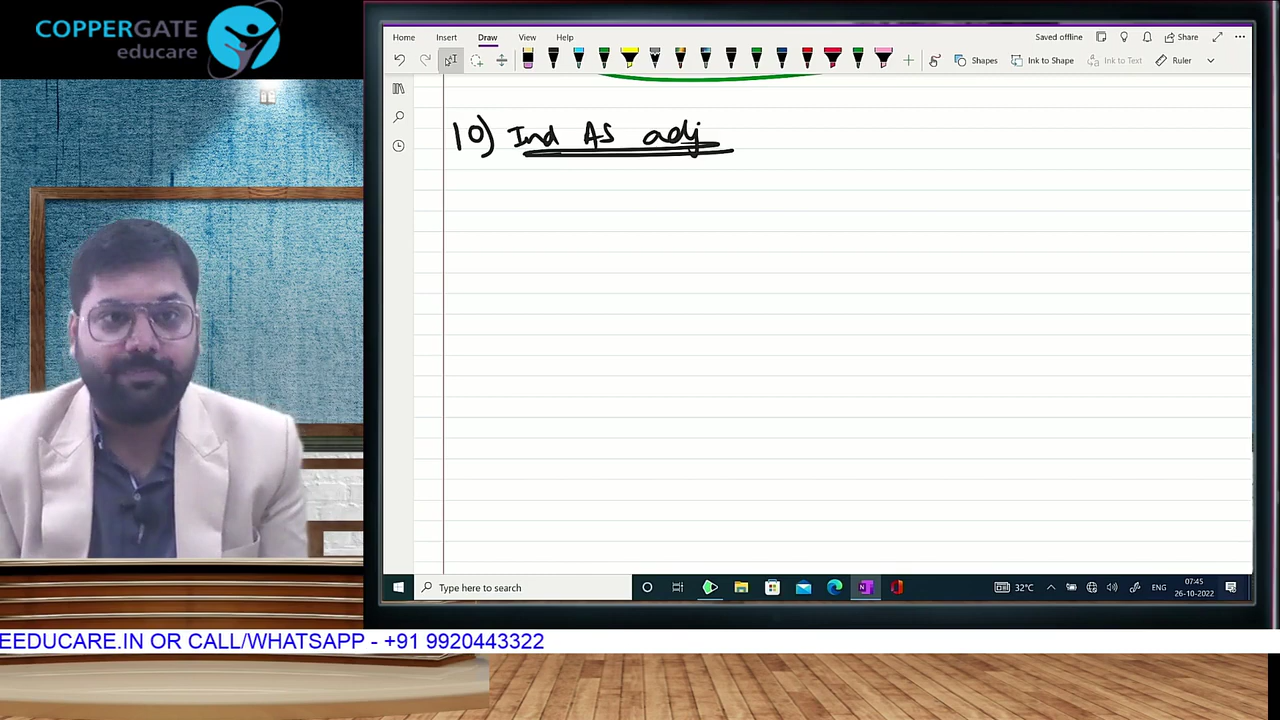 COPPERGATE
educare
Home Insert Draw View Help
Saved offline
Share
Shapes
Ink to Shape
Ink to Text
Ruler
10) Ind AS adj
Type here to search
32°C
ENG
07:45
26-10-2022
EEDUCARE.IN OR CALL/WHATSAPP - +91 9920443322